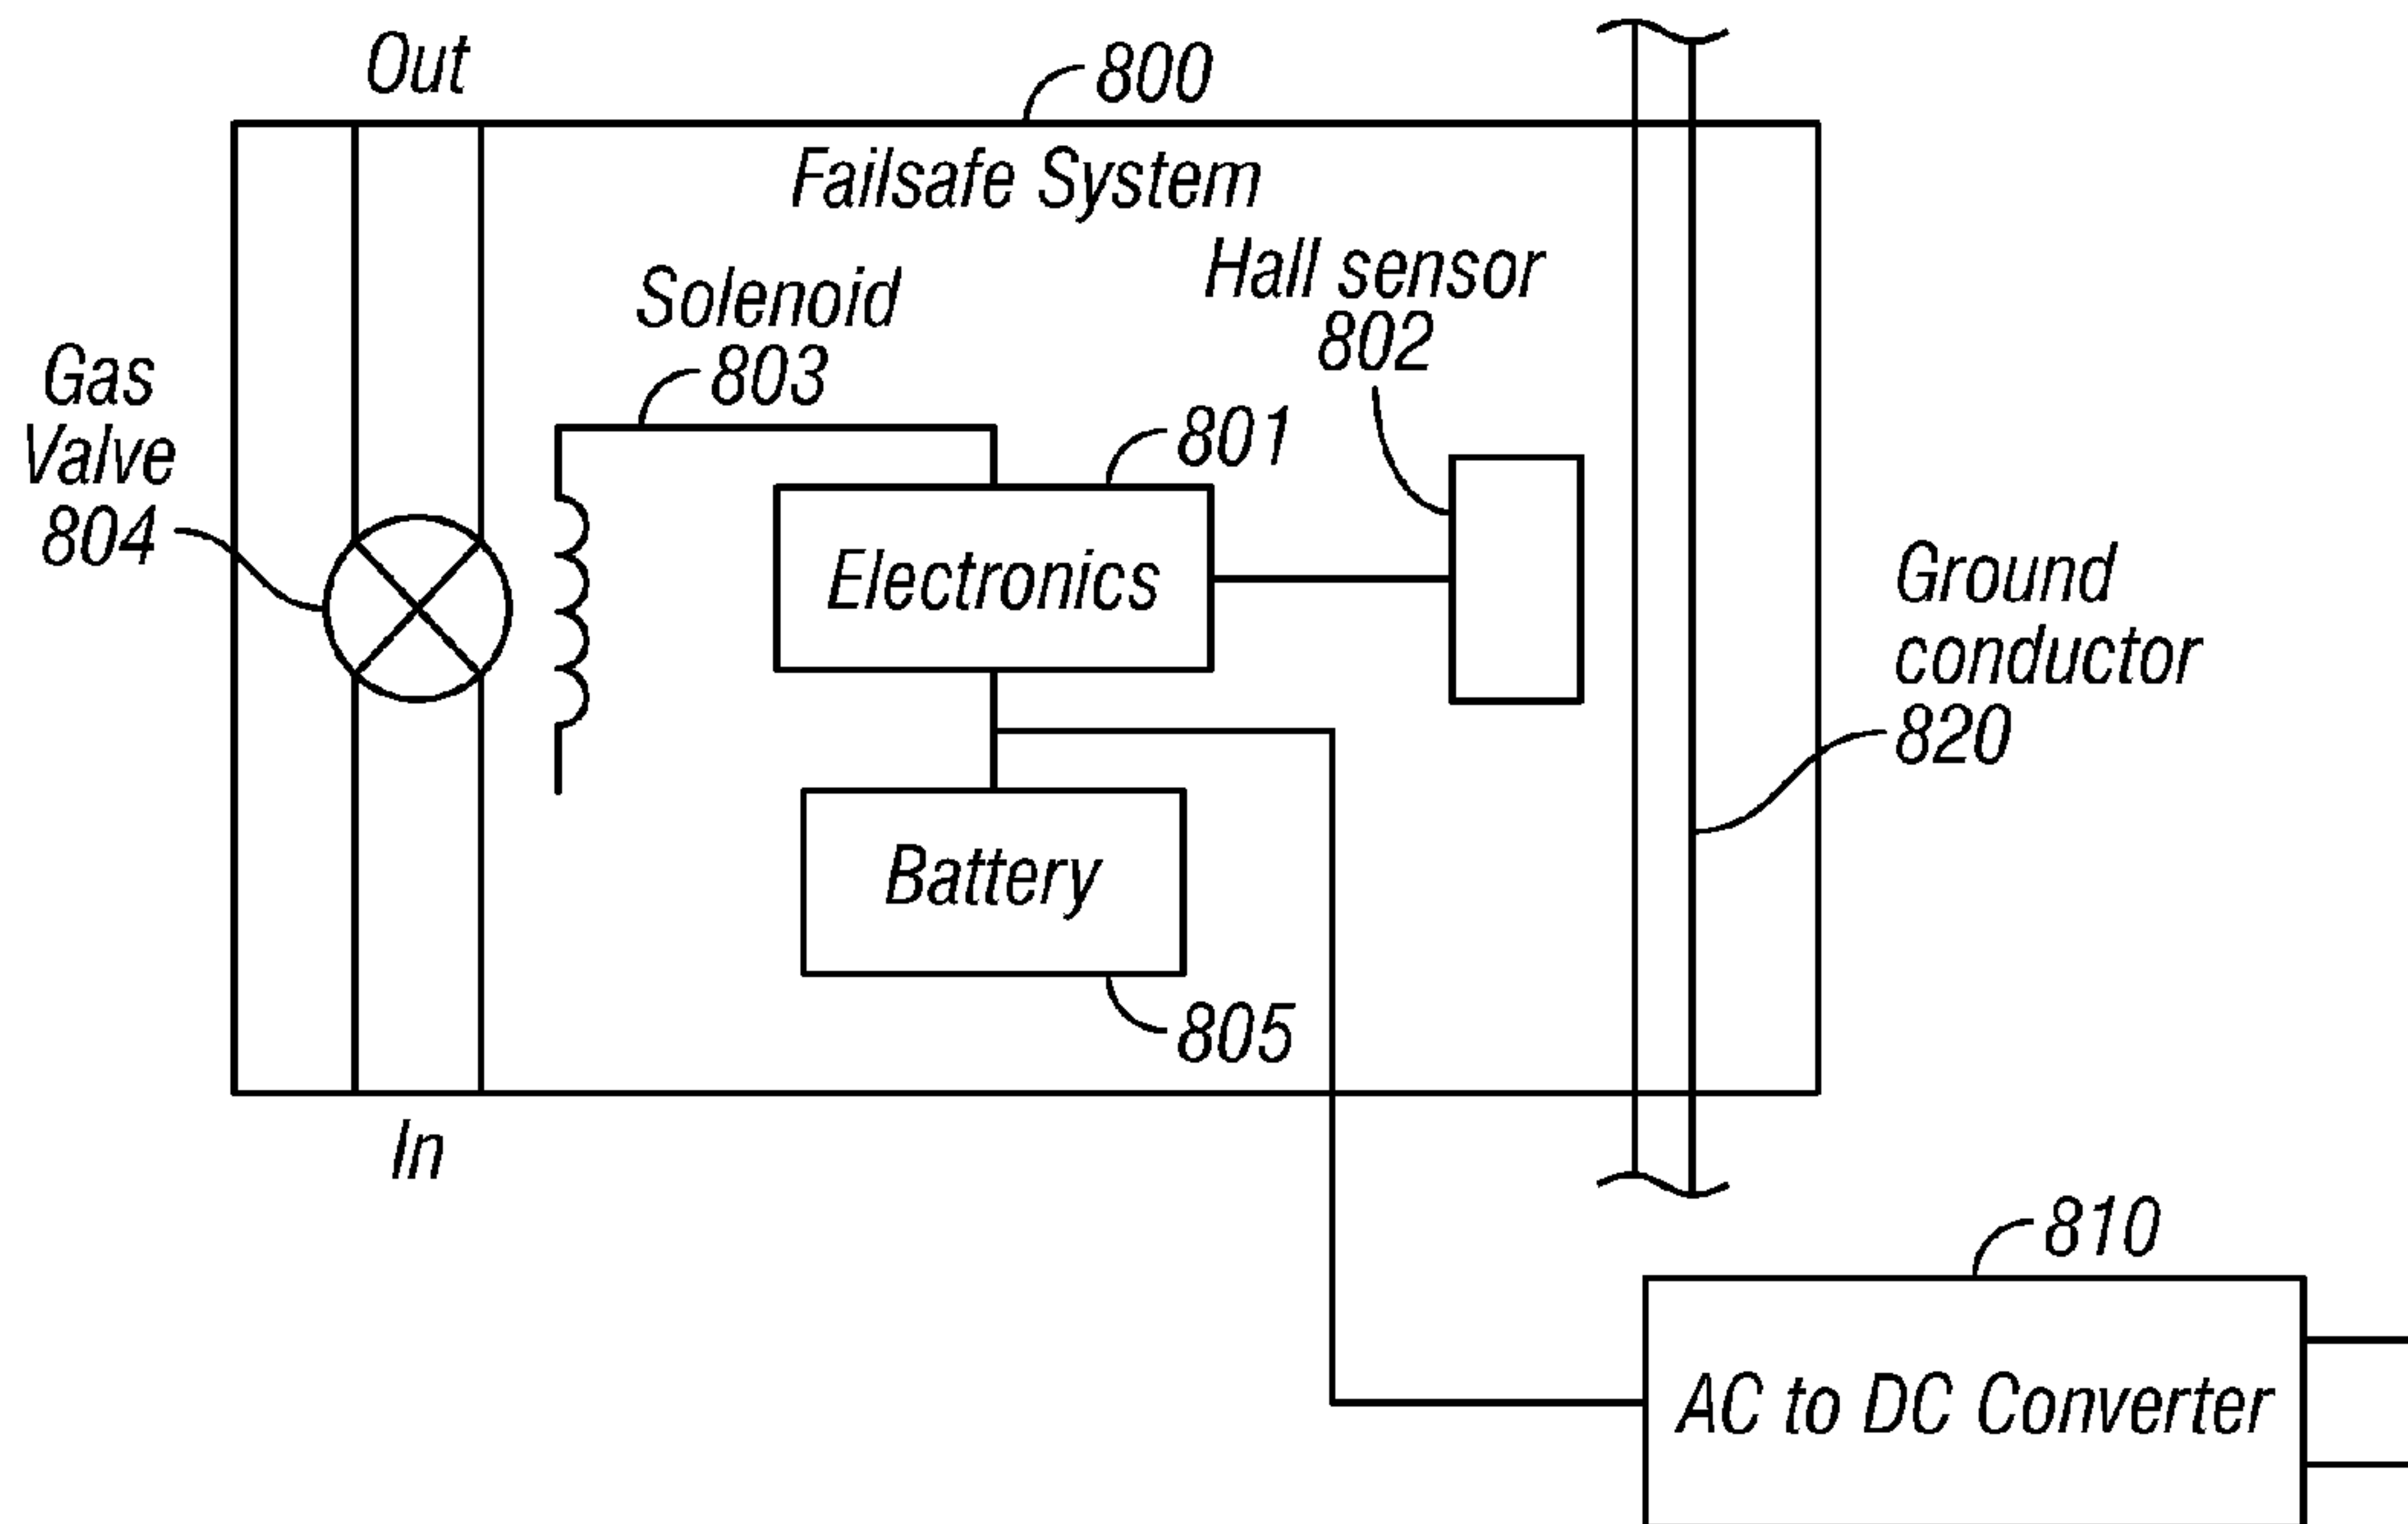 Out
800
Failsafe System
Hall sensor
802
Solenoid
803
Gas
Valve
804
801
Electronics
Ground
conductor
820
Battery
805
In
810
AC to DC Converter